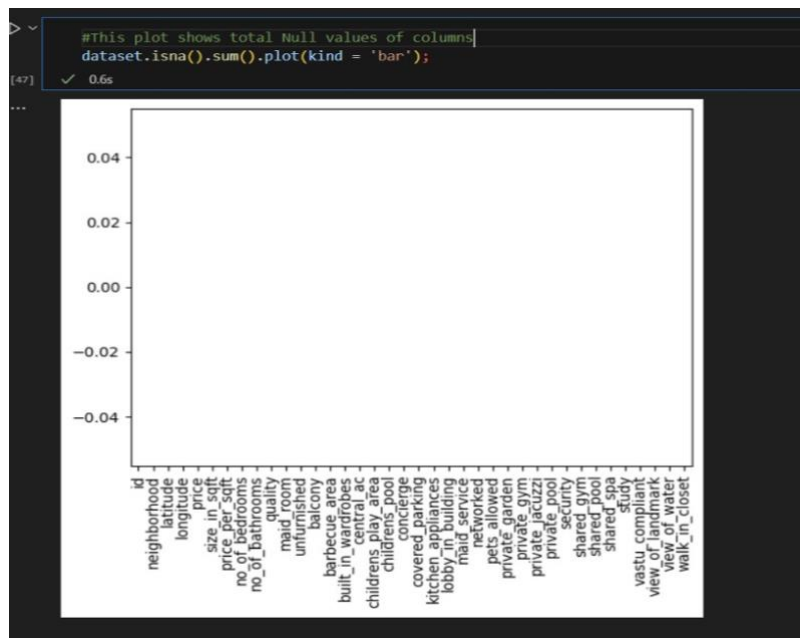 #This plot shows total Null values of columns
dataset.isna().sum().plot(kind = 'bar');
[47]
0.6s
...
0.04
0.02
0.00
−0.02
−0.04
id
neighborhood
latitude
longitude
price
size_in_sqft
price_per_sqft
no_of_bedrooms
no_of_bathrooms
quality
maid_room
unfurnished
balcony
barbecue_area
built_in_wardrobes
central_ac
childrens_play_area
childrens_pool
concierge
covered_parking
kitchen_appliances
lobby_in_building
maid_service
networked
pets_allowed
private_garden
private_gym
private_jacuzzi
private_pool
security
shared_gym
shared_pool
shared_spa
study
vastu_compliant
view_of_landmark
view_of_water
walk_in_closet